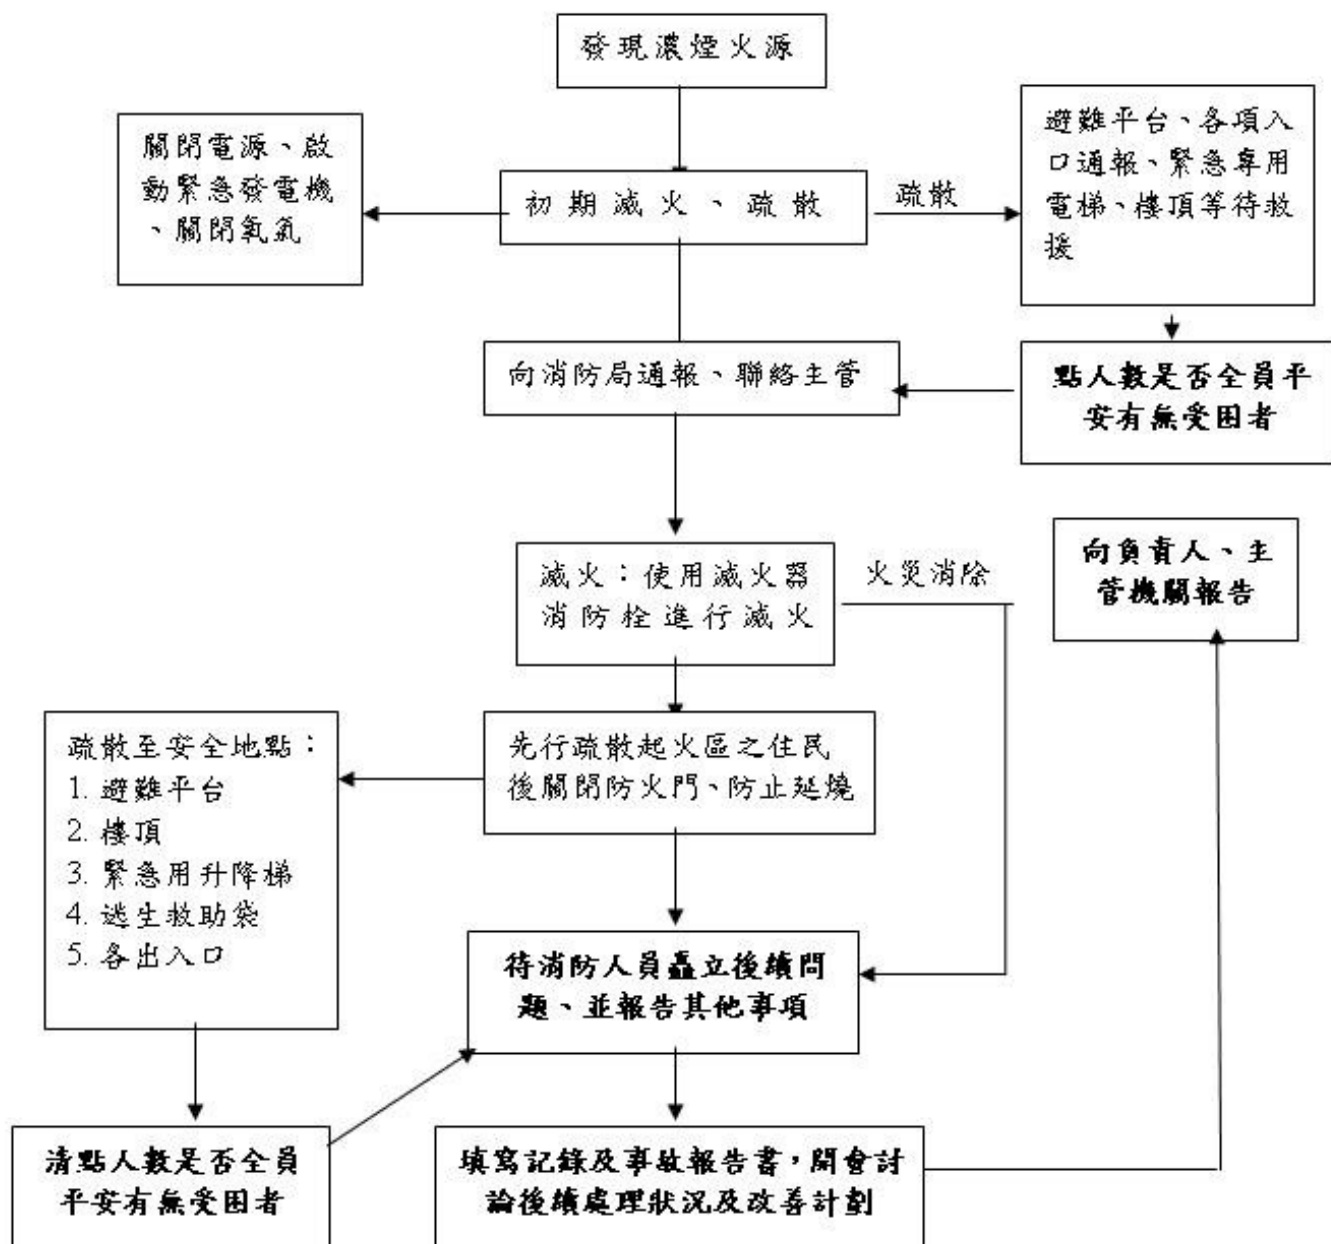 發現濃煙火源
關閉電源、啟
動緊急發電機
、關閉氧氣
初期滅火、疏散
疏散
避難平台、各項入
口通報、緊急專用
電梯、樓頂等待救
援
向消防局通報、聯絡主管
點人數是否全員平
安有無受困者
滅火：使用滅火器
消防栓進行滅火
火災消除
向負責人、主
管機關報告
先行疏散起火區之住民
後關閉防火門、防止延燒
疏散至安全地點：
1. 避難平台
2. 樓頂
3. 緊急用升降梯
4. 逃生救助袋
5. 各出入口
待消防人員矗立後續問
題、並報告其他事項
清點人數是否全員
平安有無受困者
填寫記錄及事故報告書，開會討
論後續處理狀況及改善計劃